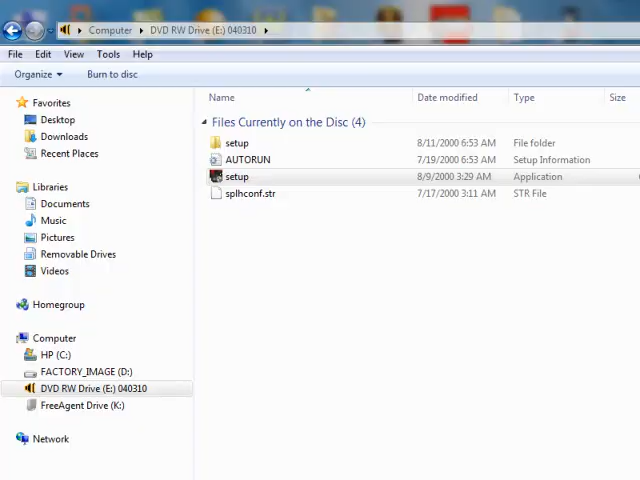 Computer DVD RW Drive (E:) 040310
File Edit View Tools Help
Organize Burn to disc
Name Date modified Type Size
Favorites
Desktop
Downloads
Recent Places
Libraries
Documents
Music
Pictures
Removable Drives
Videos
Homegroup
Computer
HP (C:)
FACTORY_IMAGE (D:)
DVD RW Drive (E:) 040310
FreeAgent Drive (K:)
Network
Files Currently on the Disc (4)
setup 8/11/2000 6:53 AM File folder
AUTORUN 7/19/2000 6:53 AM Setup Information
setup 8/9/2000 3:29 AM Application
splhconf.str 7/17/2000 3:11 AM STR File